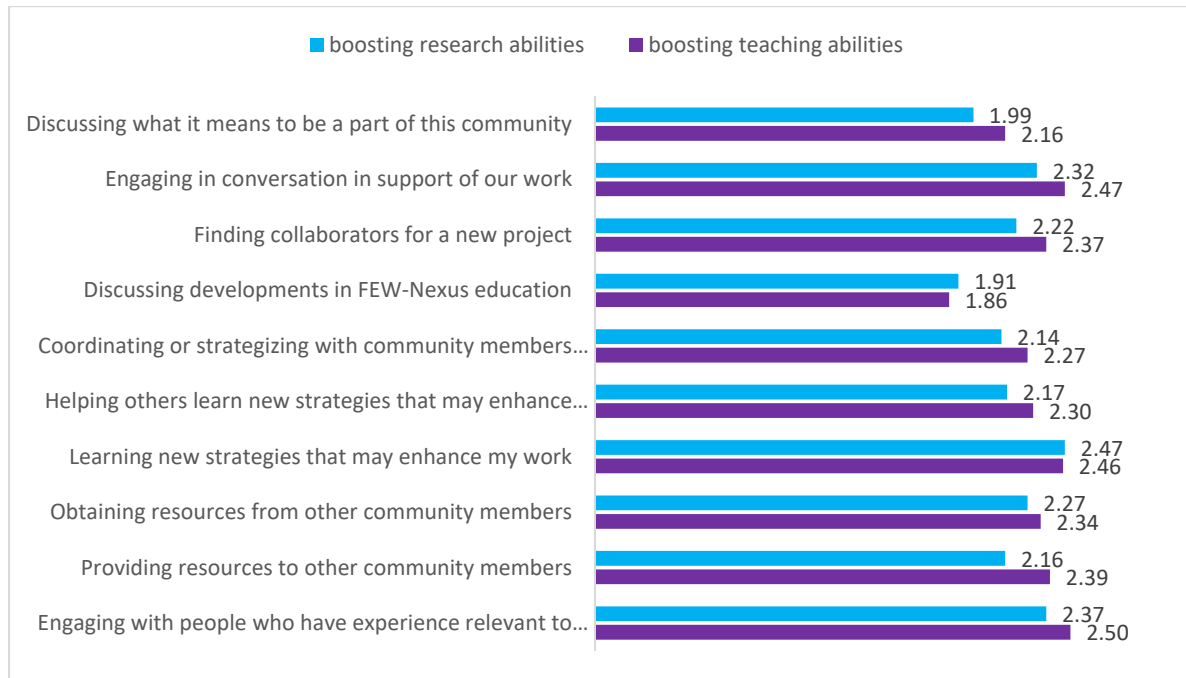 boosting research abilities boosting teaching abilities
Discussing what it means to be a part of this community 1.99
2.16
Engaging in conversation in support of our work 2.32
2.47
Finding collaborators for a new project 2.22
2.37
Discussing developments in FEW-Nexus education 1.91
1.86
Coordinating or strategizing with community members... 2.14
2.27
Helping others learn new strategies that may enhance... 2.17
2.30
Learning new strategies that may enhance my work 2.47
2.46
Obtaining resources from other community members 2.27
2.34
Providing resources to other community members 2.16
2.39
Engaging with people who have experience relevant to... 2.37
2.50